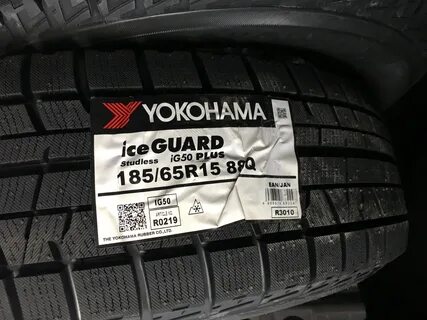 YOKOHAMA
iceGUARD
Studless iG50 PLUS
185/65R15 88Q
IG50
R0219
EAN/JAN
R3010
THE YOKOHAMA RUBBER CO.,LTD.